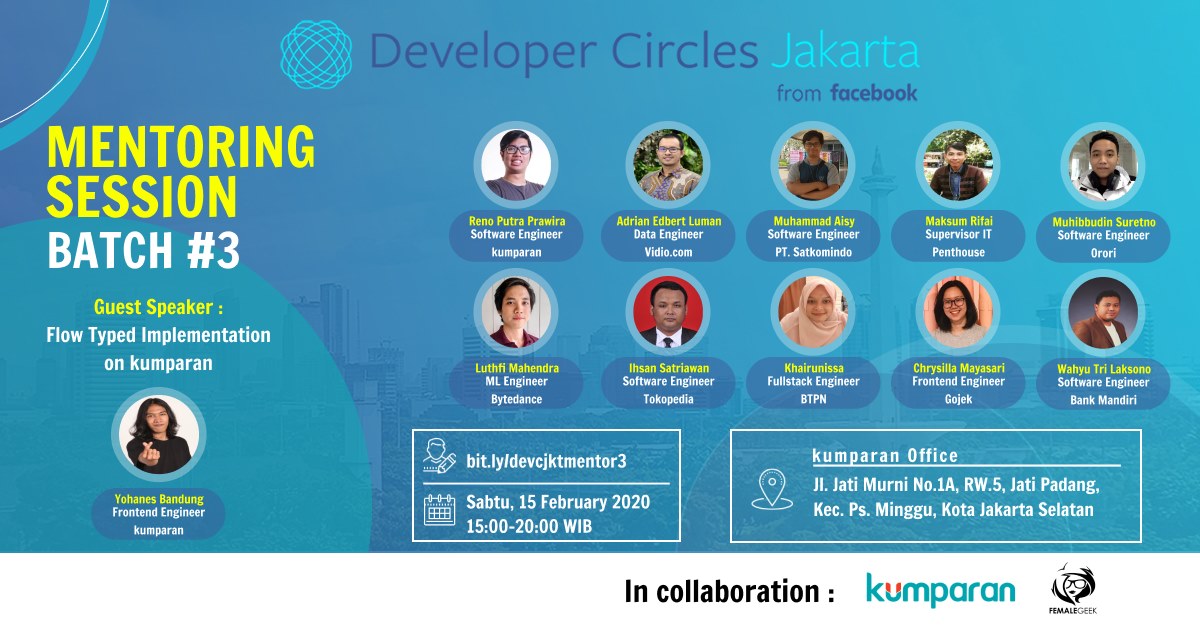 Developer Circles Jakarta
from facebook
MENTORING
SESSION
BATCH #3
Guest Speaker :
Flow Typed Implementation
on kumparan
Yohanes Bandung
Frontend Engineer
kumparan
Reno Putra Prawira
Software Engineer
kumparan
Adrian Edbert Luman
Data Engineer
Vidio.com
Muhammad Aisy
Software Engineer
PT. Satkomindo
Maksum Rifai
Supervisor IT
Penthouse
Muhibbudin Suretno
Software Engineer
Orori
Luthfi Mahendra
ML Engineer
Bytedance
Ihsan Satriawan
Software Engineer
Tokopedia
Khairunissa
Fullstack Engineer
BTPN
Chrysilla Mayasari
Frontend Engineer
Gojek
Wahyu Tri Laksono
Software Engineer
Bank Mandiri
bit.ly/devcjktmentor3
Sabtu, 15 February 2020
15:00-20:00 WIB
kumparan Office
Jl. Jati Murni No.1A, RW.5, Jati Padang,
Kec. Ps. Minggu, Kota Jakarta Selatan
In collaboration :
kumparan
FEMALEGEEK